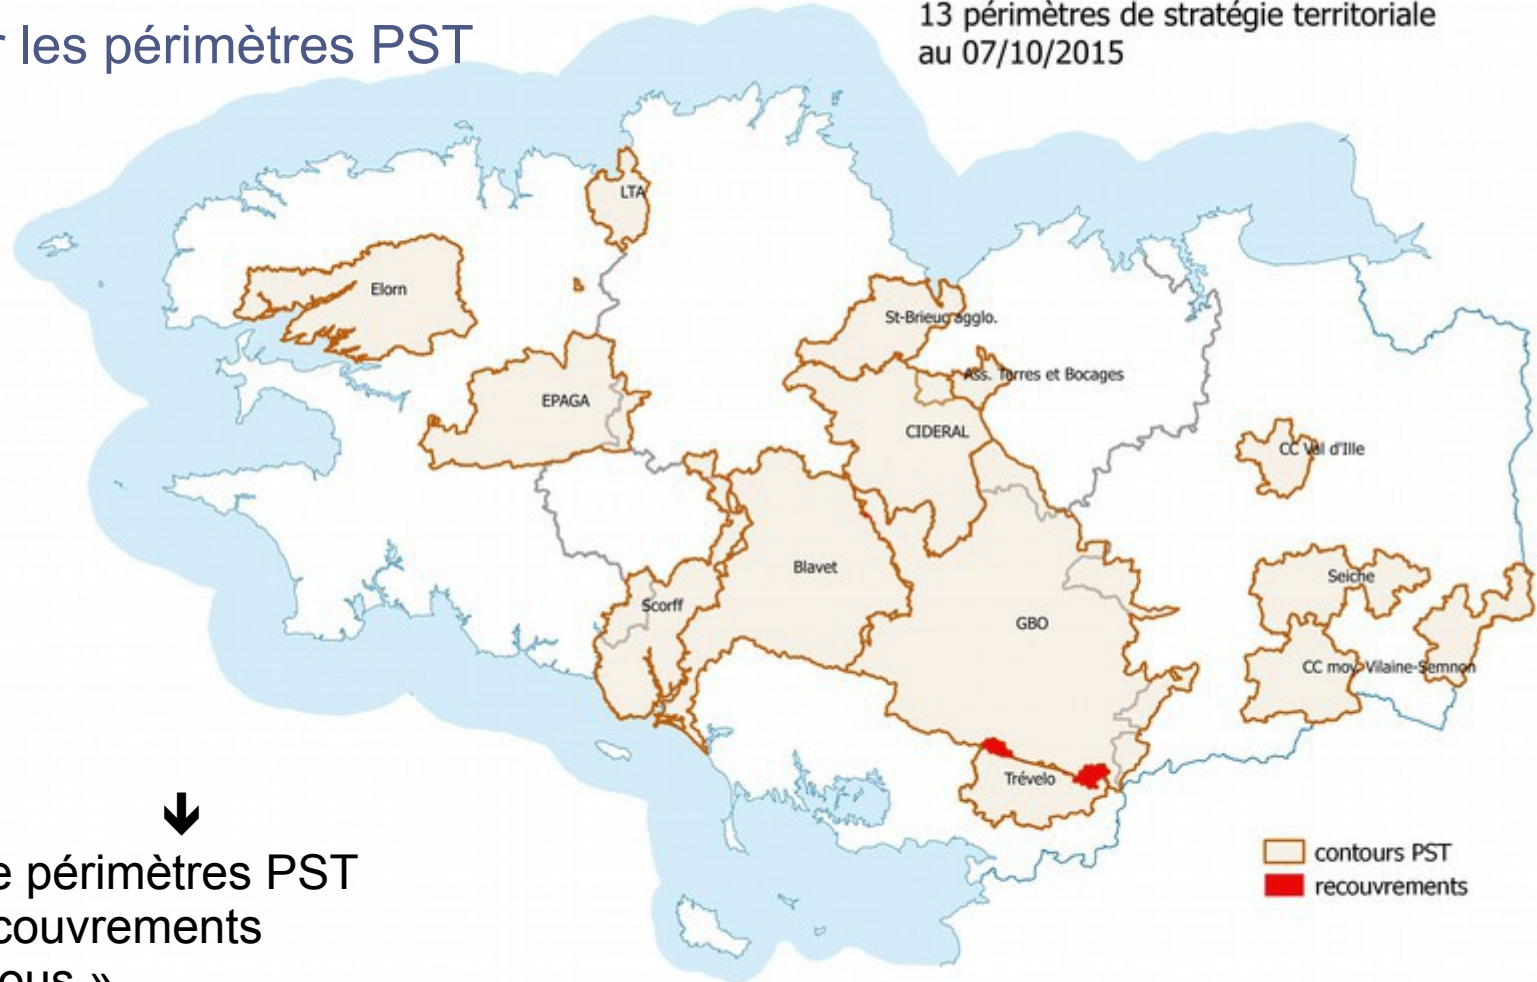 r les périmètres PST
13 périmètres de stratégie territoriale
au 07/10/2015
LTA
Elorn
St-Brieuc agglo.
Ass. Terres et Bocages
EPAGA
CIDERAL
CC Val d'Ille
Blavet
Seiche
Scorff
GBO
CC moy-Vilaine-Semnon
Trévelo
e périmètres PST
couvrements
ous »
contours PST
recouvrements